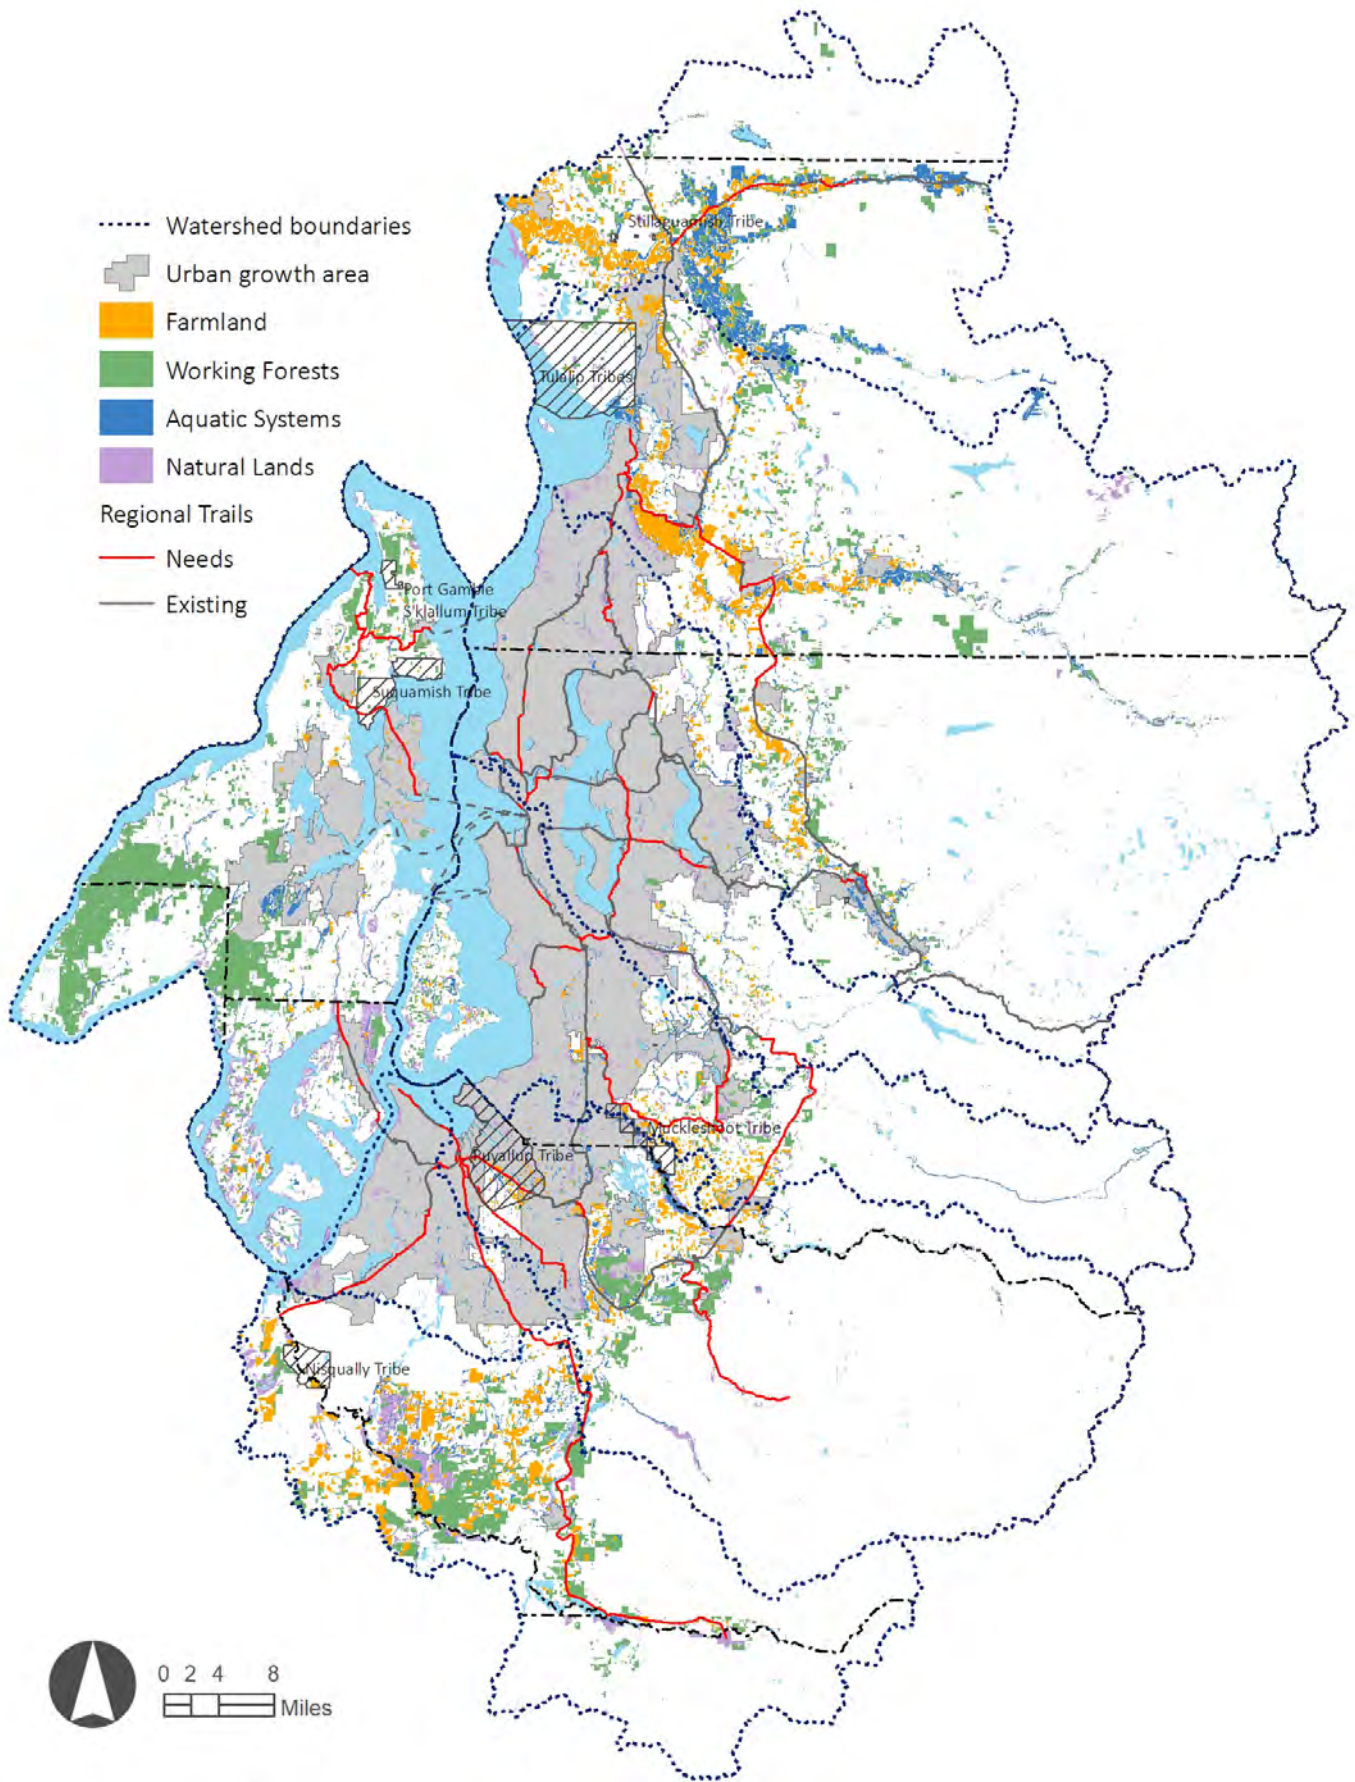 Watershed boundaries
Urban growth area
Farmland
Working Forests
Aquatic Systems
Natural Lands
Regional Trails
Needs
Existing
Stillaguamish Tribe
Tulalip Tribes
Port Gamble
S'klallum Tribe
Suquamish Tribe
Muckleshoot Tribe
Puyallup Tribe
Nisqually Tribe
0 2 4 8
Miles